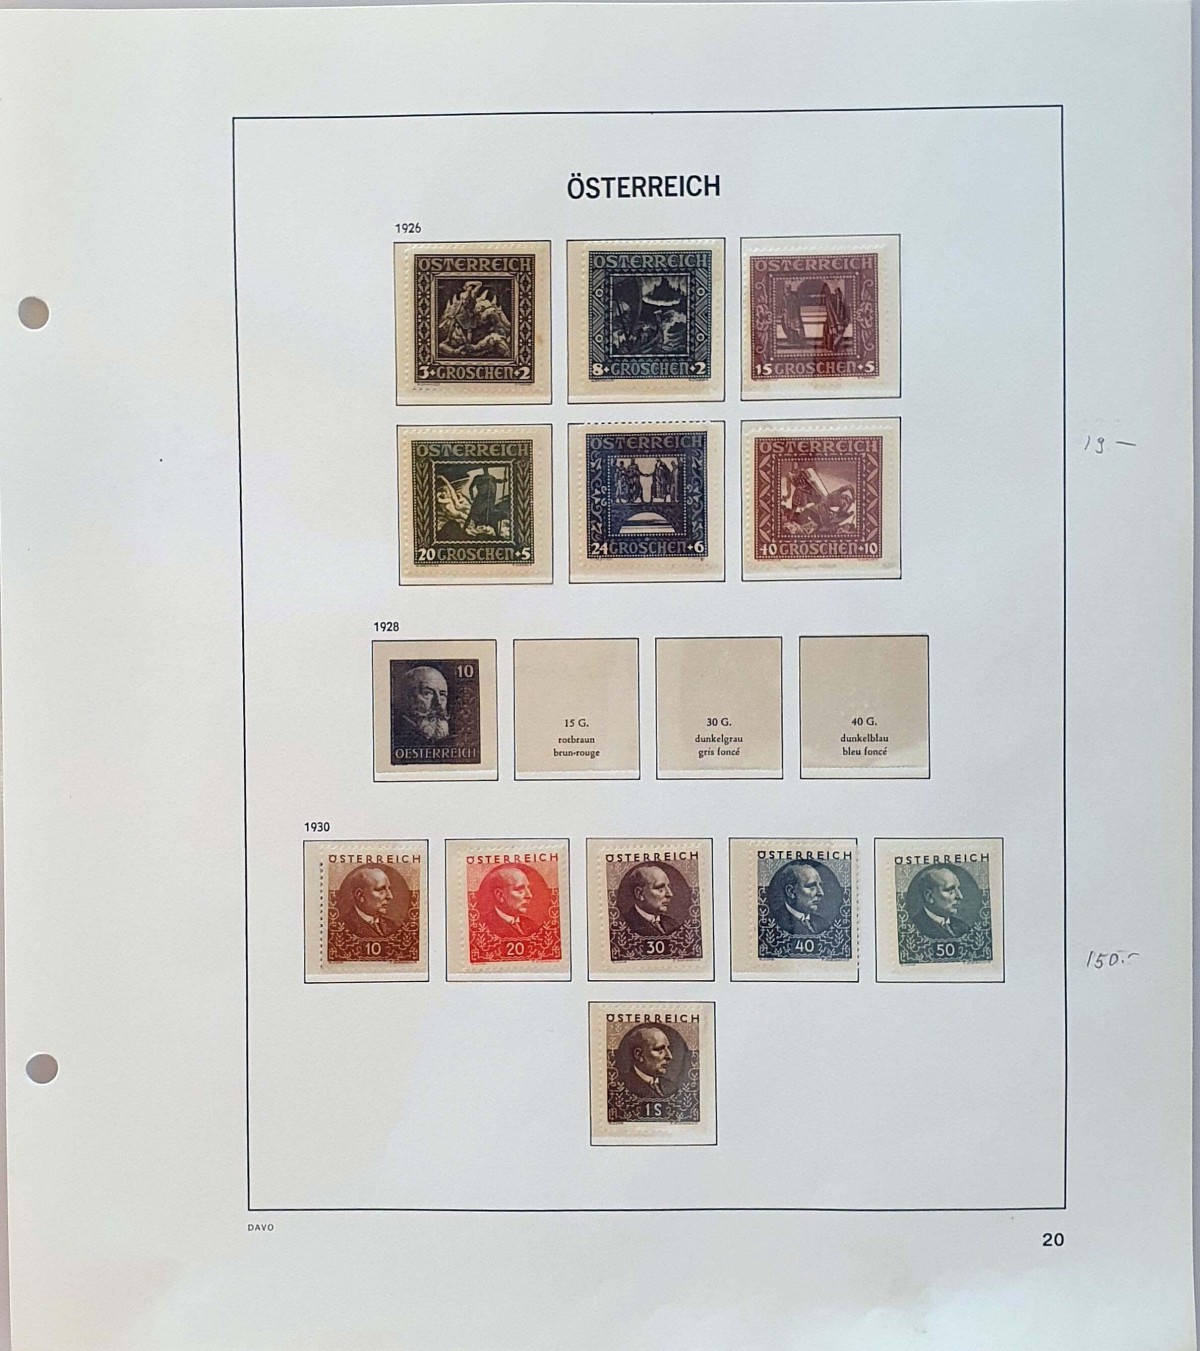 ÖSTERREICH
1926
ÖSTERREICH
3+GROSCHEN+2
ÖSTERREICH
8+GROSCHEN+2
ÖSTERREICH
15 GROSCHEN+5
19.–
ÖSTERREICH
20 GROSCHEN+5
ÖSTERREICH
24 GROSCHEN+6
ÖSTERREICH
40 GROSCHEN+10
1928
10
OESTERREICH
15 G.
rotbraun
brun-rouge
30 G.
dunkelgrau
gris foncé
40 G.
dunkelblau
bleu foncé
1930
ÖSTERREICH
10
ÖSTERREICH
20
ÖSTERREICH
30
ÖSTERREICH
40
ÖSTERREICH
50
150.-
ÖSTERREICH
1S
DAVO
20